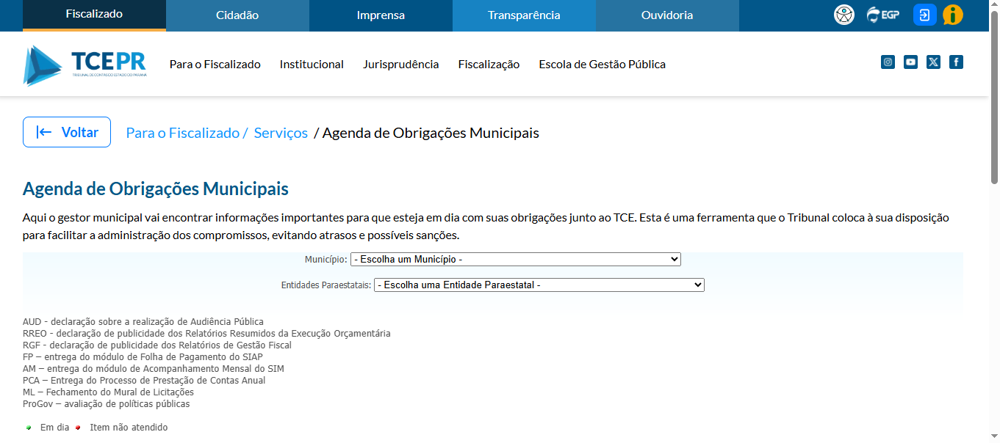 Fiscalizado Cidadão Imprensa Transparência Ouvidoria EGP
TCEPR
TRIBUNAL DE CONTAS DO ESTADO DO PARANÁ
Para o Fiscalizado Institucional Jurisprudência Fiscalização Escola de Gestão Pública
Voltar Para o Fiscalizado / Serviços / Agenda de Obrigações Municipais
Agenda de Obrigações Municipais
Aqui o gestor municipal vai encontrar informações importantes para que esteja em dia com suas obrigações junto ao TCE. Esta é uma ferramenta que o Tribunal coloca à sua disposição
para facilitar a administração dos compromissos, evitando atrasos e possíveis sanções.
Município: - Escolha um Município -
Entidades Paraestatais: - Escolha uma Entidade Paraestatal -
AUD - declaração sobre a realização de Audiência Pública
RREO - declaração de publicidade dos Relatórios Resumidos da Execução Orçamentária
RGF - declaração de publicidade dos Relatórios de Gestão Fiscal
FP – entrega do módulo de Folha de Pagamento do SIAP
AM – entrega do módulo de Acompanhamento Mensal do SIM
PCA – Entrega do Processo de Prestação de Contas Anual
ML – Fechamento do Mural de Licitações
ProGov – avaliação de políticas públicas
Em dia Item não atendido